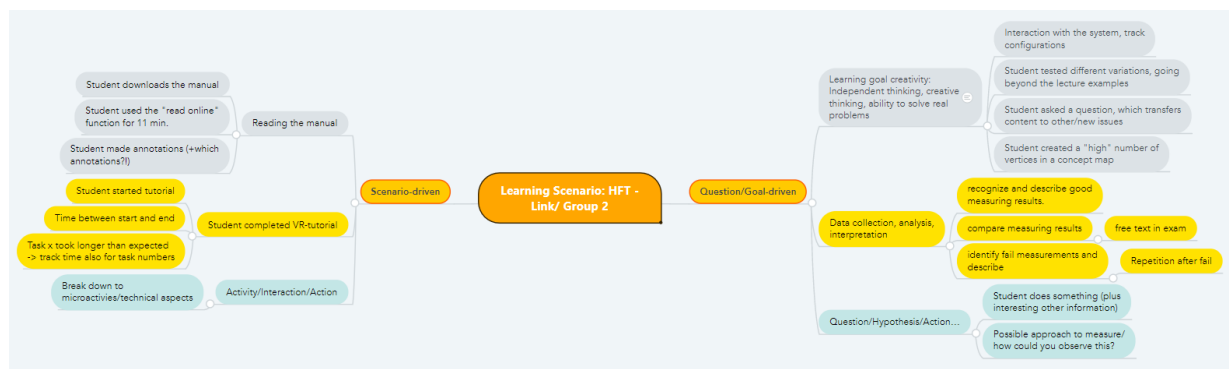 Learning Scenario: HFT -
Link/ Group 2
Scenario-driven
Reading the manual
Student downloads the manual
Student used the "read online"
function for 11 min.
Student made annotations (+which
annotations?!)
Student completed VR-tutorial
Student started tutorial
Time between start and end
Task x took longer than expected
-> track time also for task numbers
Activity/Interaction/Action
Break down to
microactivies/technical aspects
Question/Goal-driven
Learning goal creativity:
Independent thinking, creative
thinking, ability to solve real
problems
Interaction with the system, track
configurations
Student tested different variations, going
beyond the lecture examples
Student asked a question, which transfers
content to other/new issues
Student created a "high" number of
vertices in a concept map
Data collection, analysis,
interpretation
recognize and describe good
measuring results.
compare measuring results
free text in exam
identify fail measurements and
describe
Repetition after fail
Question/Hypothesis/Action...
Student does something (plus
interesting other information)
Possible approach to measure/
how could you observe this?